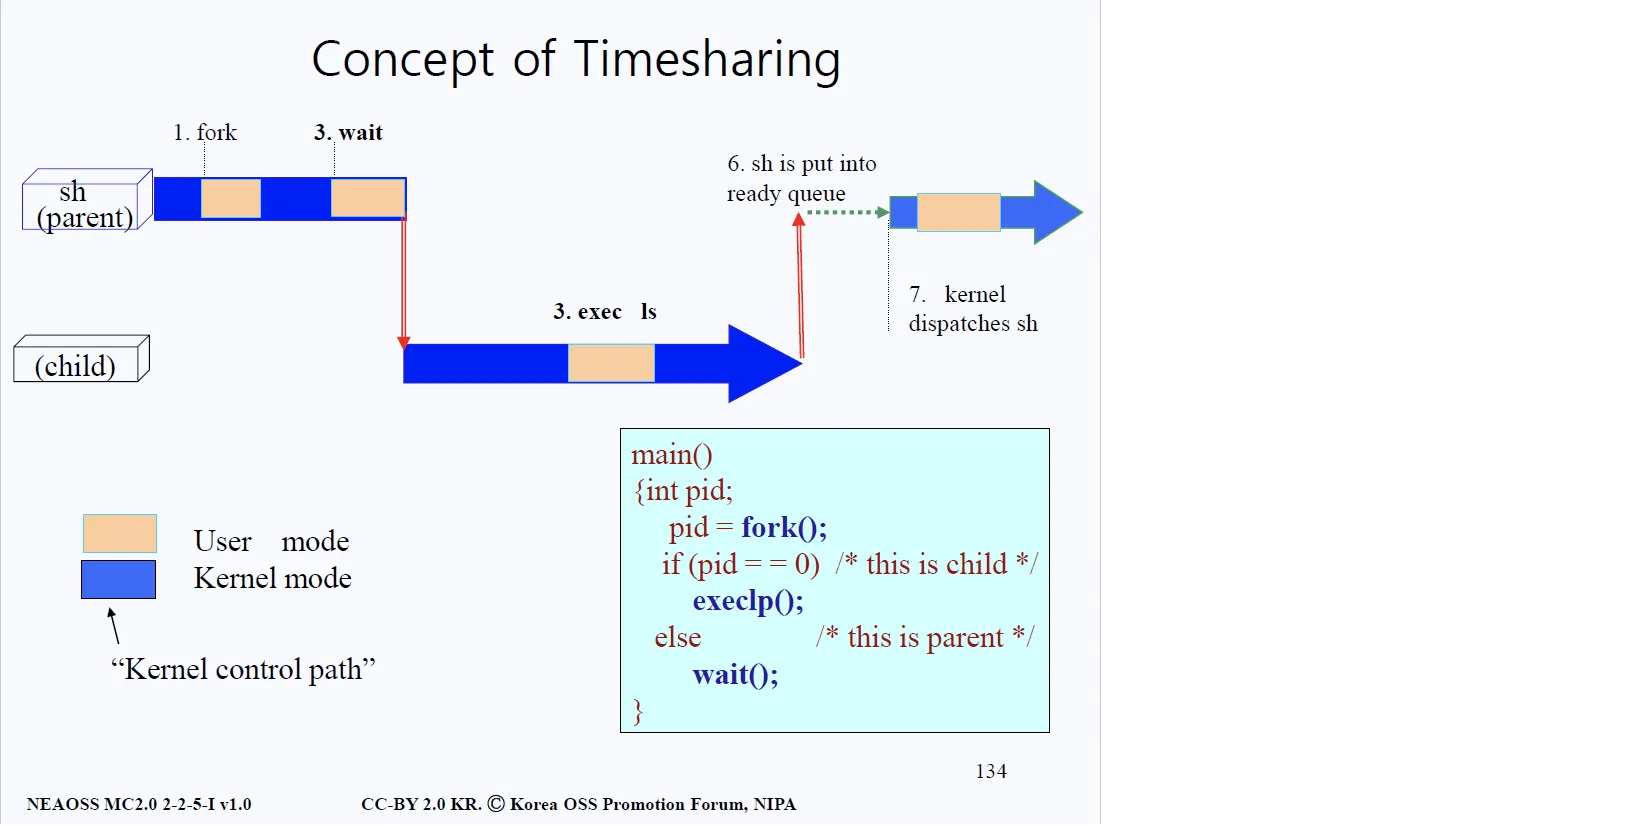 Concept of Timesharing
1. fork
3. wait
6. sh is put into
ready queue
sh
(parent)
7. kernel
dispatches sh
3. exec ls
(child)
main()
{int pid;
pid = fork();
if (pid = = 0) /* this is child */
execlp();
else /* this is parent */
wait();
}
User mode
Kernel mode
“Kernel control path”
134
NEAOSS MC2.0 2-2-5-I v1.0
CC-BY 2.0 KR. Ⓒ Korea OSS Promotion Forum, NIPA